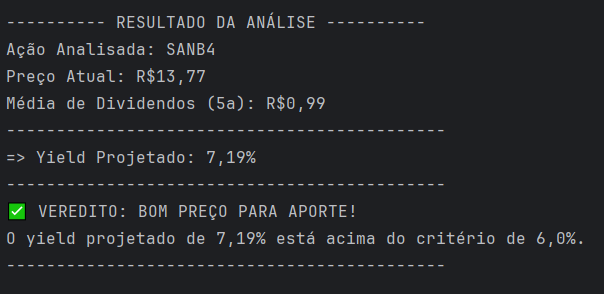 ---------- RESULTADO DA ANÁLISE ----------
Ação Analisada: SANB4
Preço Atual: R$13,77
Média de Dividendos (5a): R$0,99
--------------------------------------------
=> Yield Projetado: 7,19%
--------------------------------------------
✅ VEREDITO: BOM PREÇO PARA APORTE!
O yield projetado de 7,19% está acima do critério de 6,0%.
--------------------------------------------